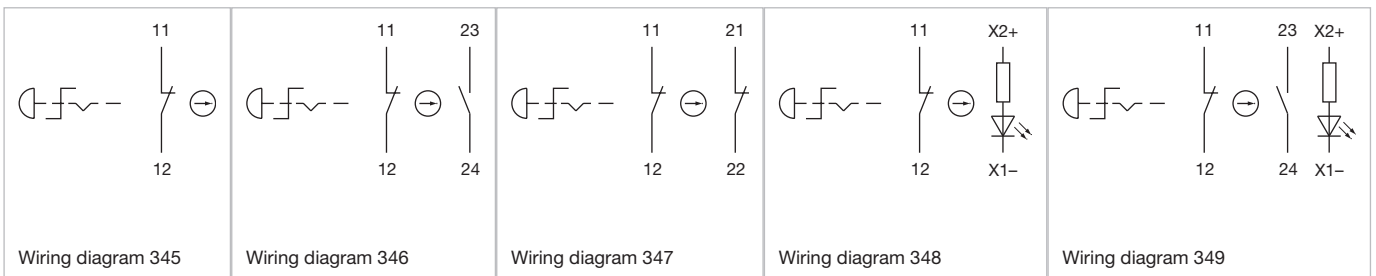 11
12
Wiring diagram 345
11 23
12 24
Wiring diagram 346
11 21
12 22
Wiring diagram 347
11 X2+
12 X1–
Wiring diagram 348
11 23 X2+
12 24 X1–
Wiring diagram 349